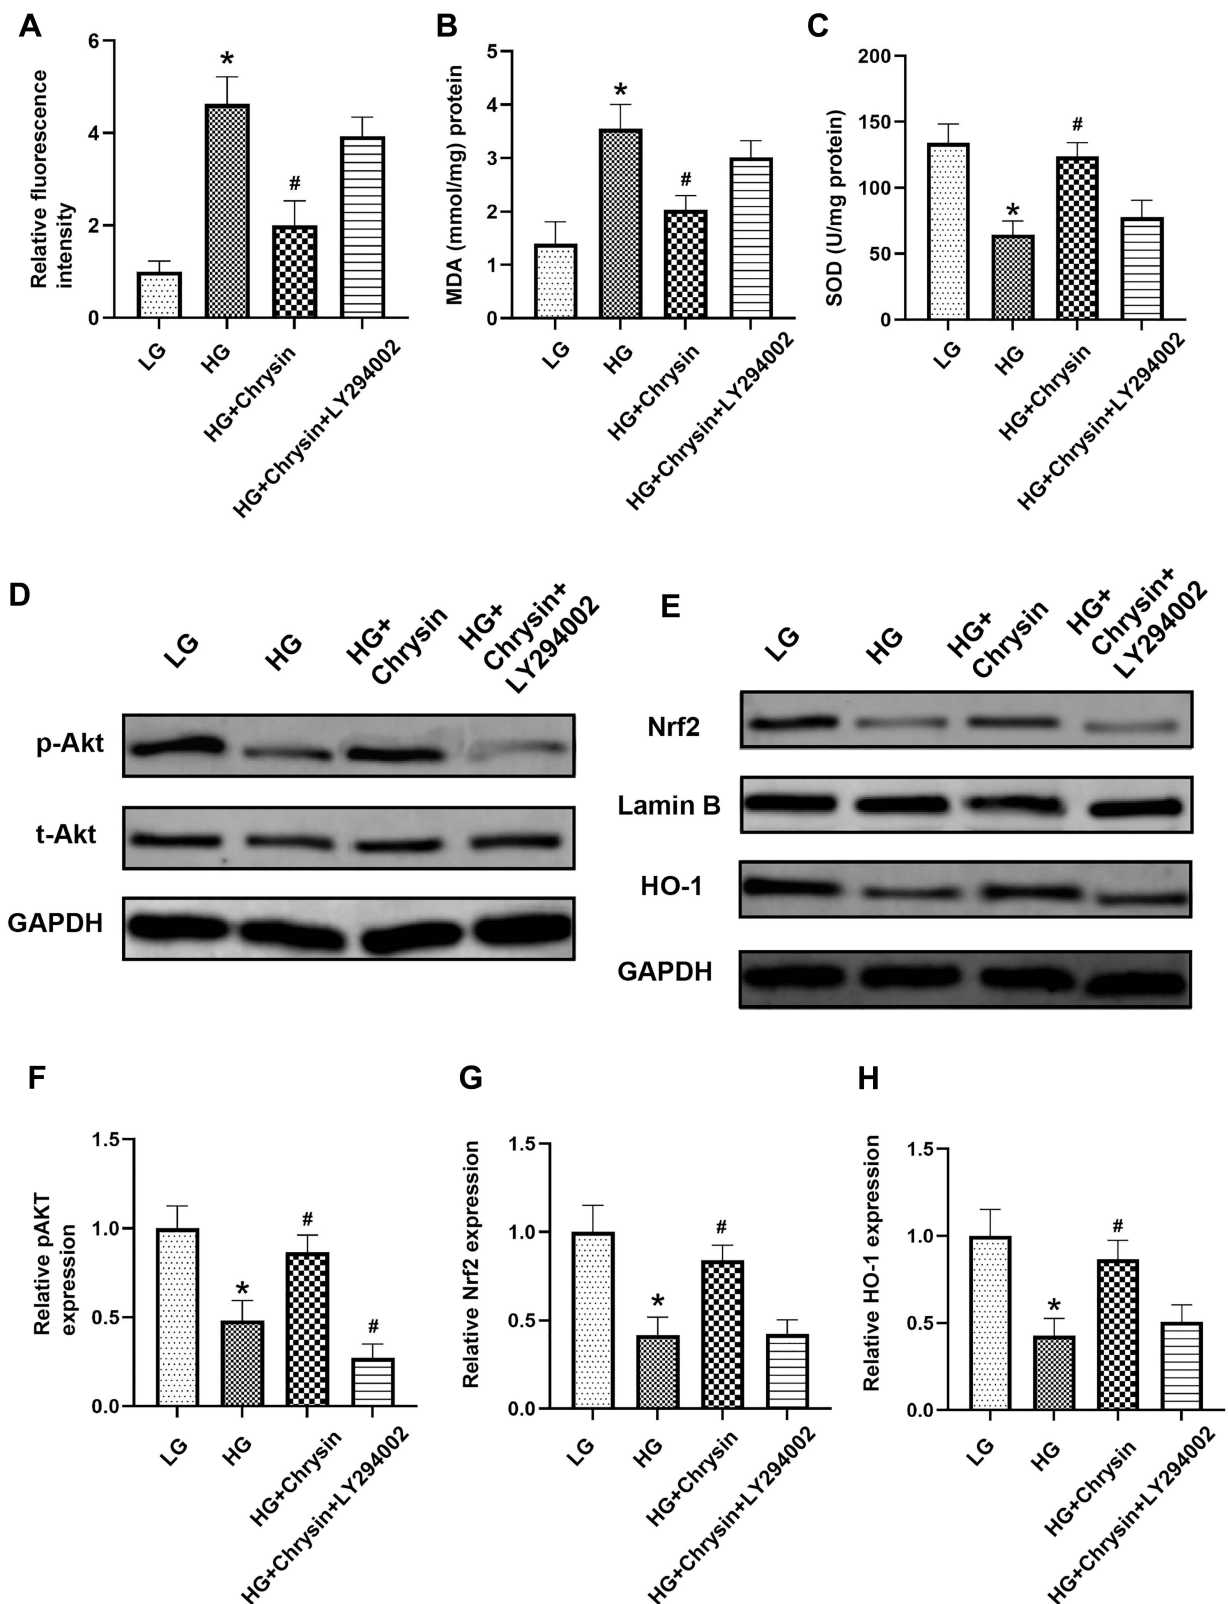 A
Relative fluorescence
intensity
6
4
2
0
*
#
LG
HG
HG+Chrysin
HG+Chrysin+LY294002
B
MDA (mmol/mg) protein
5
4
3
2
1
0
*
#
LG
HG
HG+Chrysin
HG+Chrysin+LY294002
C
SOD (U/mg protein)
200
150
100
50
0
*
#
LG
HG
HG+Chrysin
HG+Chrysin+LY294002
D
LG
HG
HG+
Chrysin
HG+
Chrysin+
LY294002
p-Akt
t-Akt
GAPDH
E
LG
HG
HG+
Chrysin
HG+
Chrysin+
LY294002
Nrf2
Lamin B
HO-1
GAPDH
F
Relative pAKT
expression
1.5
1.0
0.5
0.0
*
#
#
LG
HG
HG+Chrysin
HG+Chrysin+LY294002
G
Relative Nrf2 expression
1.5
1.0
0.5
0.0
*
#
LG
HG
HG+Chrysin
HG+Chrysin+LY294002
H
Relative HO-1 expression
1.5
1.0
0.5
0.0
*
#
LG
HG
HG+Chrysin
HG+Chrysin+LY294002